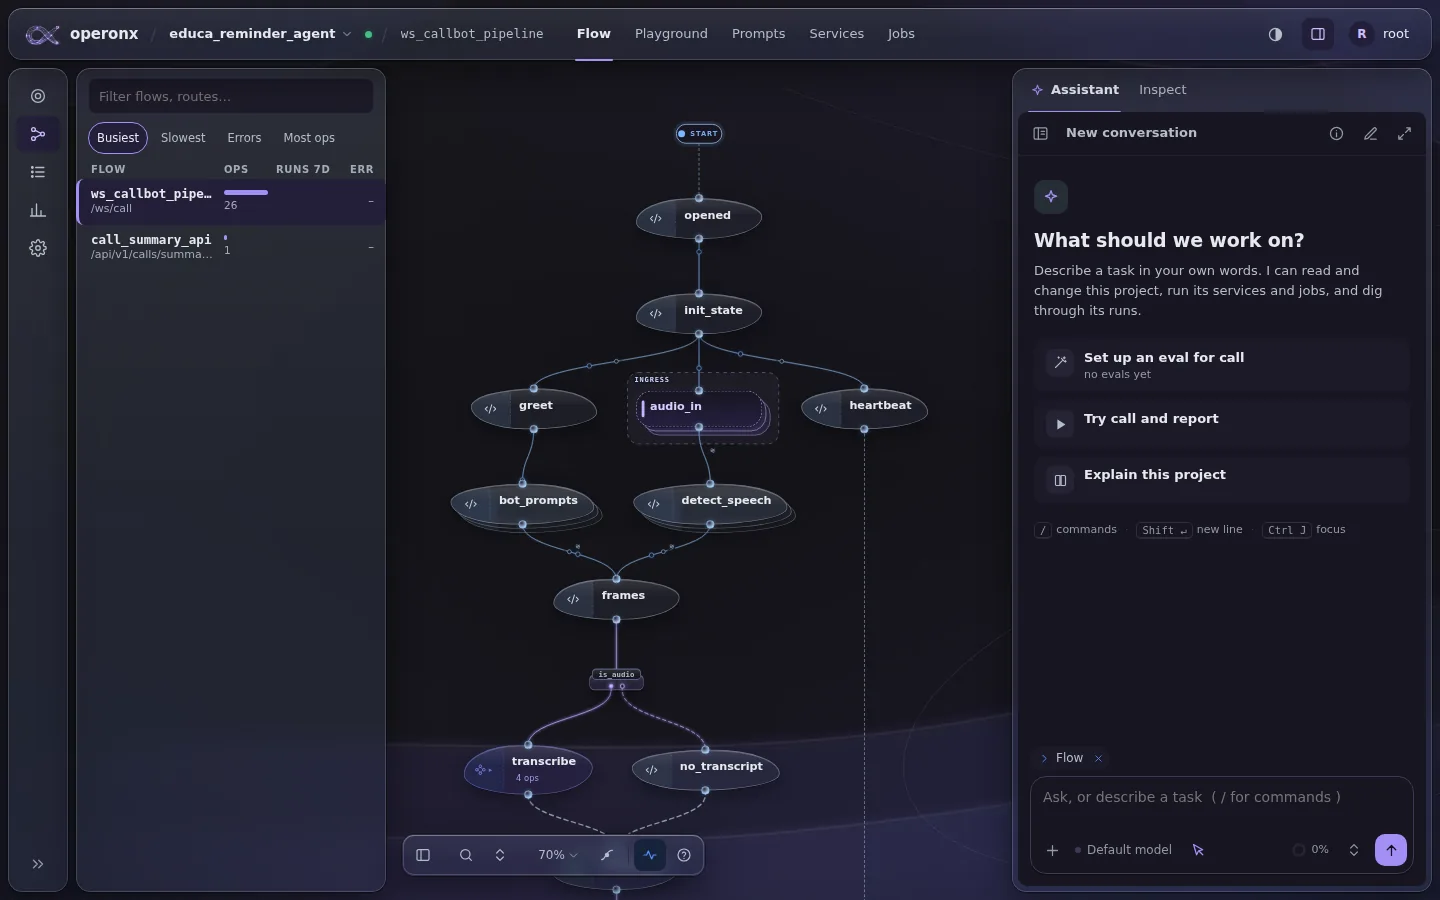 operonx / educa_reminder_agent / ws_callbot_pipeline Flow Playground Prompts Services Jobs R root
Filter flows, routes...
Busiest Slowest Errors Most ops
FLOW OPS RUNS 7D ERR
ws_callbot_pipe… 26 –
/ws/call
call_summary_api 1 –
/api/v1/calls/summa…
START
opened
init_state
INGRESS
greet
audio_in
heartbeat
bot_prompts
detect_speech
frames
is_audio
transcribe
4 ops
no_transcript
70%
Assistant Inspect
New conversation
What should we work on?
Describe a task in your own words. I can read and
change this project, run its services and jobs, and dig
through its runs.
Set up an eval for call
no evals yet
Try call and report
Explain this project
/ commands · Shift ↵ new line · Ctrl J focus
Flow
Ask, or describe a task ( / for commands )
Default model 0%